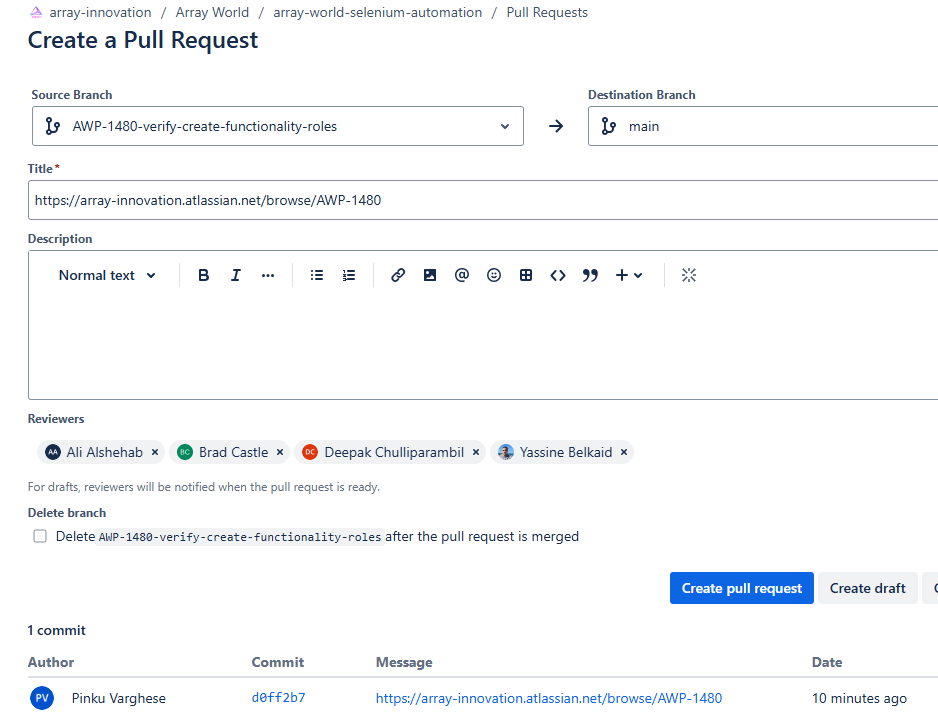 array-innovation / Array World / array-world-selenium-automation / Pull Requests
Create a Pull Request
Source Branch
Destination Branch
AWP-1480-verify-create-functionality-roles
main
Title*
https://array-innovation.atlassian.net/browse/AWP-1480
Description
Normal text
Reviewers
AA Ali Alshehab × BC Brad Castle × DC Deepak Chulliparambil × Yassine Belkaid ×
For drafts, reviewers will be notified when the pull request is ready.
Delete branch
Delete AWP-1480-verify-create-functionality-roles after the pull request is merged
Create pull request Create draft
1 commit
Author Commit Message Date
PV Pinku Varghese d0ff2b7 https://array-innovation.atlassian.net/browse/AWP-1480 10 minutes ago